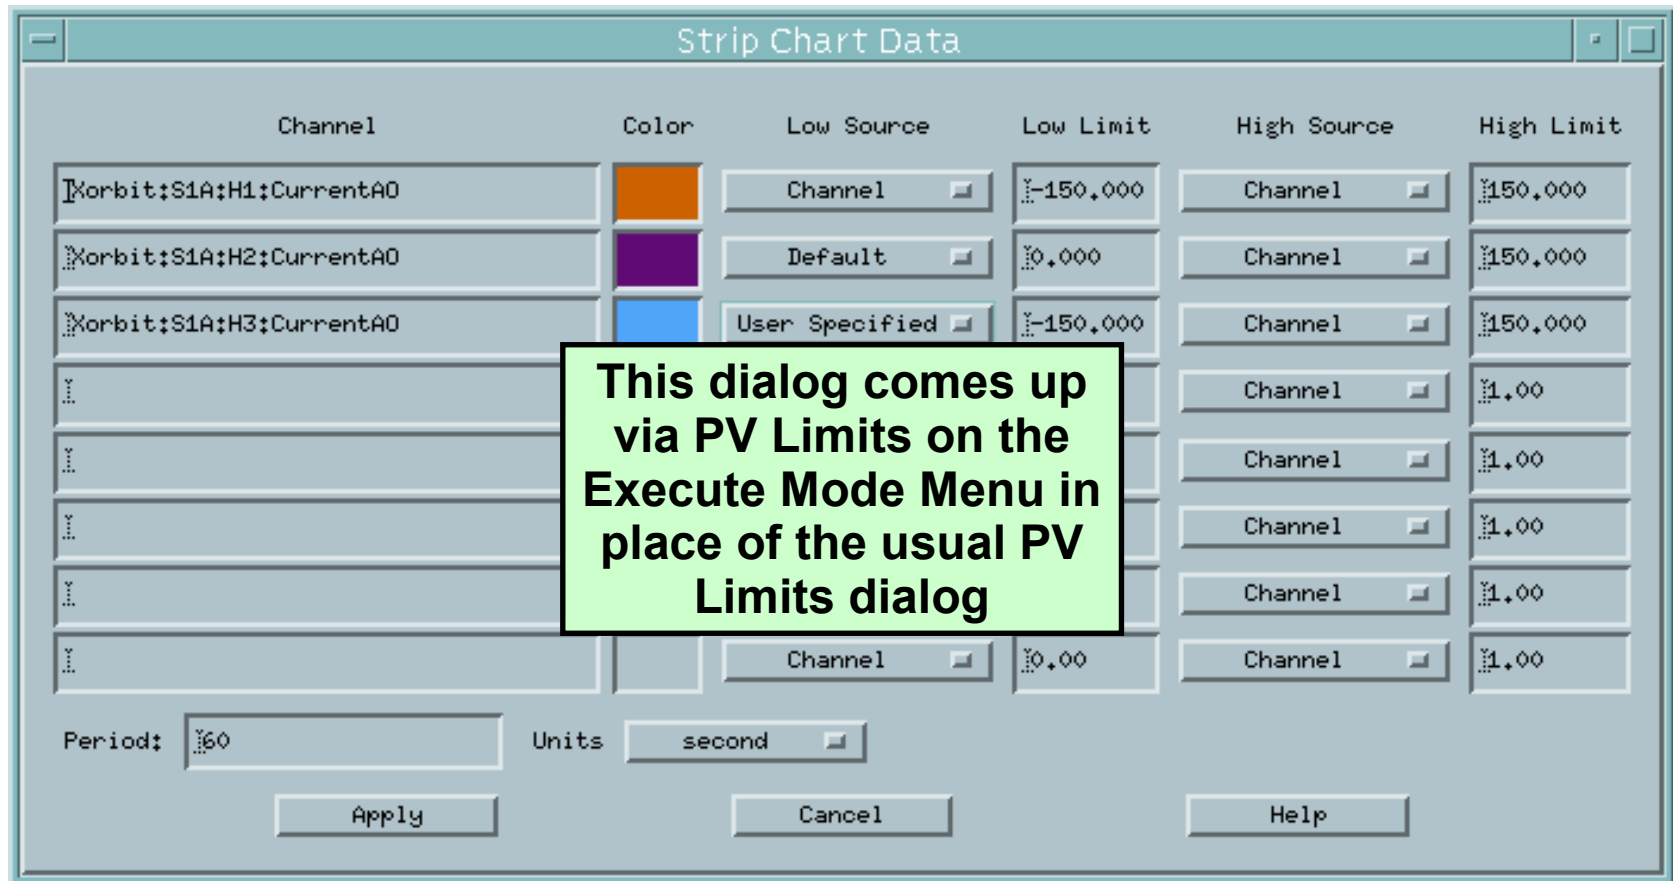 Strip Chart Data
Channel Color Low Source Low Limit High Source High Limit
Xorbit:S1A:H1:CurrentAO Channel -150.000 Channel 150.000
Xorbit:S1A:H2:CurrentAO Default 0.000 Channel 150.000
Xorbit:S1A:H3:CurrentAO User Specified -150.000 Channel 150.000
Channel 1.00
Channel 1.00
Channel 1.00
Channel 1.00
Channel 0.00 Channel 1.00
This dialog comes up
via PV Limits on the
Execute Mode Menu in
place of the usual PV
Limits dialog
Period: 60 Units second
Apply Cancel Help